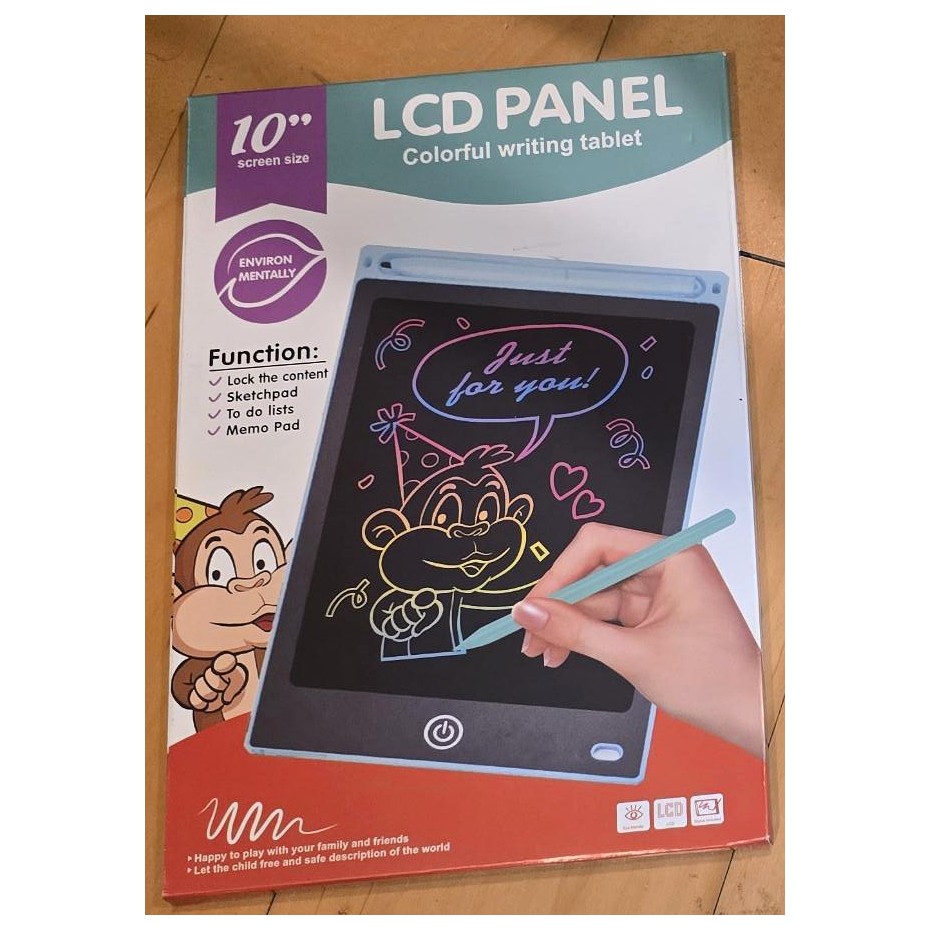 10”
screen size
LCD PANEL
Colorful writing tablet
ENVIRON
MENTALLY
Function:
Lock the content
Sketchpad
To do lists
Memo Pad
Just
for you!
Happy to play with your family and friends
Let the child free and safe description of the world
LCD
LCD